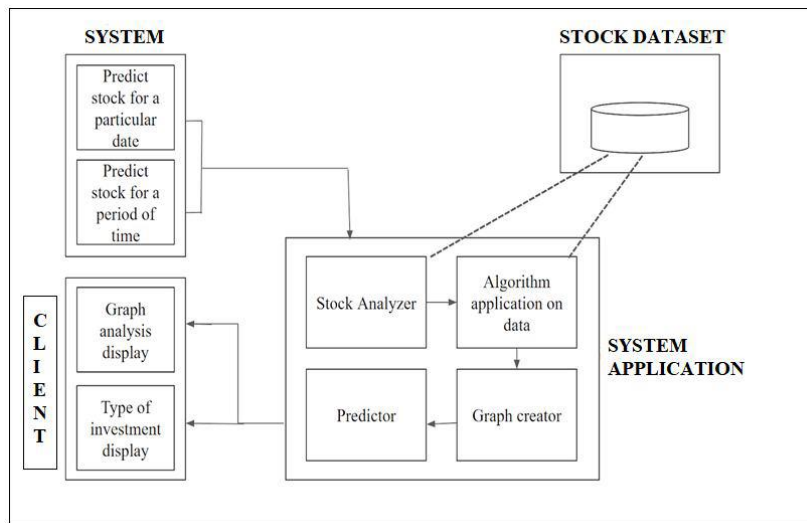 SYSTEM
STOCK DATASET
Predict
stock for a
particular
date
Predict
stock for a
period of
time
Stock Analyzer
Algorithm
application on
data
SYSTEM
APPLICATION
C
L
I
E
N
T
Graph
analysis
display
Type of
investment
display
Predictor
Graph creator